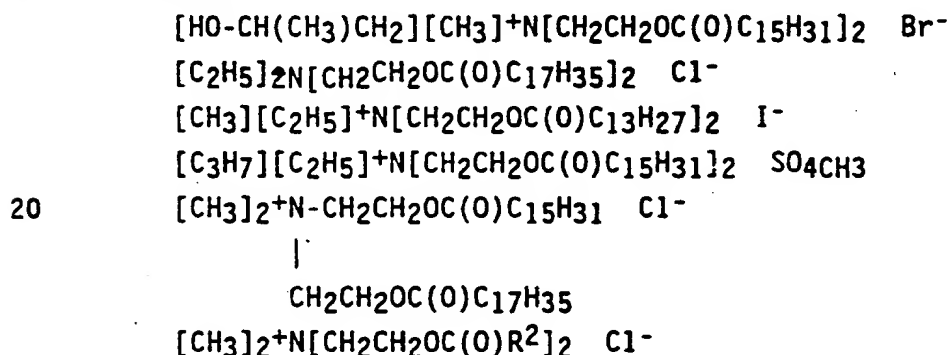 [HO-CH(CH3)CH2][CH3]+N[CH2CH2OC(O)C15H31]2 Br-
[C2H5]2N[CH2CH2OC(O)C17H35]2 Cl-
[CH3][C2H5]+N[CH2CH2OC(O)C13H27]2 I-
[C3H7][C2H5]+N[CH2CH2OC(O)C15H31]2 SO4CH3
20 [CH3]2+N-CH2CH2OC(O)C15H31 Cl-
|
CH2CH2OC(O)C17H35
[CH3]2+N[CH2CH2OC(O)R2]2 Cl-